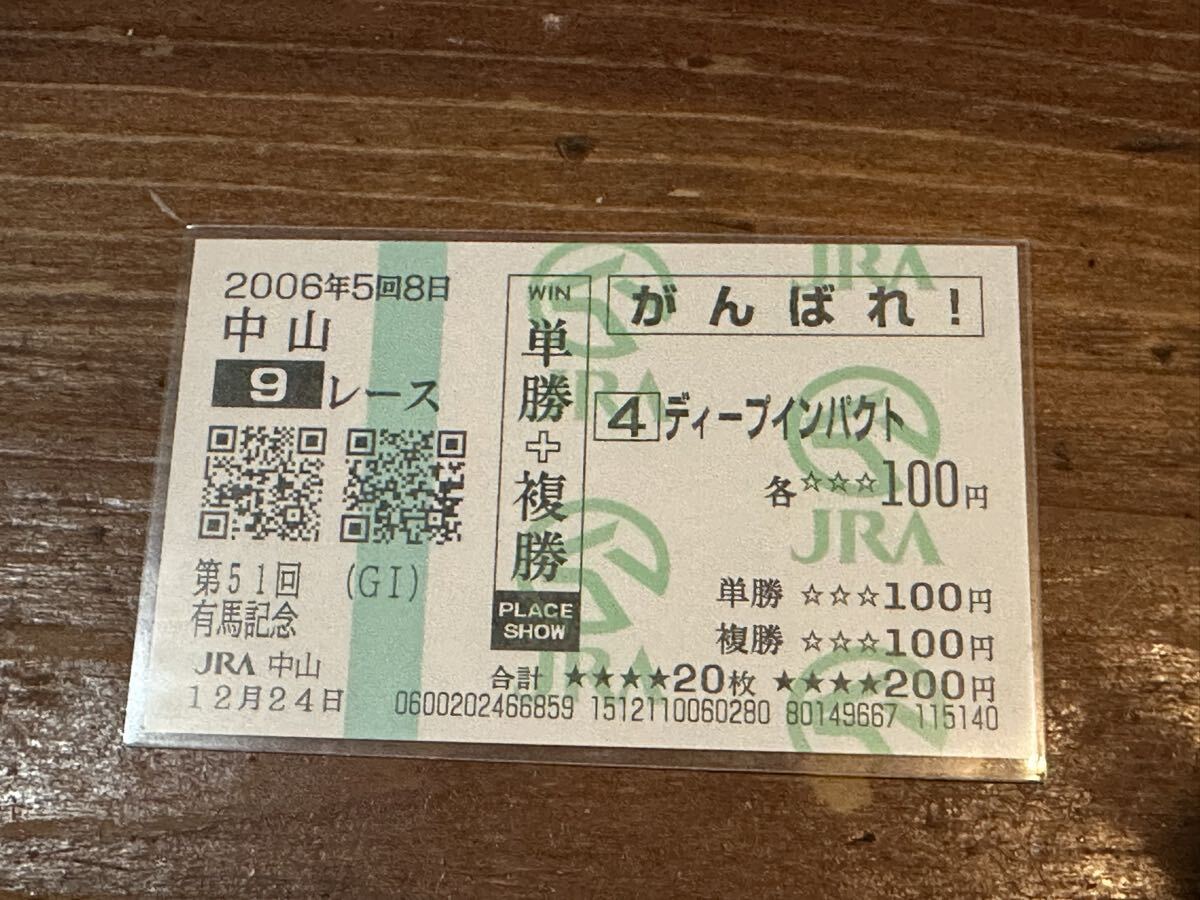 2006年5回8日
中山
9レース
第51回 (GI)
有馬記念
JRA 中山
12月24日
WIN
単勝+複勝
PLACE
SHOW
がんばれ!
4 ディープインパクト
各☆☆☆100円
単勝 ☆☆☆100円
複勝 ☆☆☆100円
合計 ★★★★20枚 ★★★★200円
0600202466859 1512110060280 80149667 115140
JRA
JRA
JRA
JRA